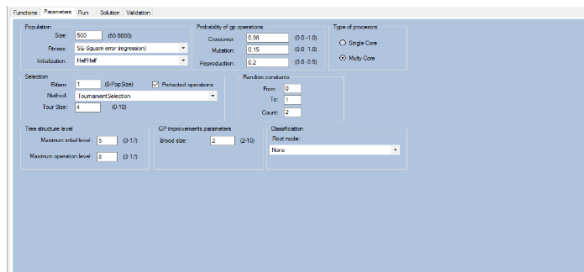 Functions Parameters Run Solution Validation
Population
Size: 500 (50-5000)
Fitness: SE-Square error (regression)
Initialization: HalfHalf
Probability of gp operations
Crossover: 0.98 (0.0 -1.0)
Mutation: 0.15 (0.0 -1.0)
Reproduction: 0.2 (0.0 -0.5)
Type of processors
Single Core
Multy Core
Selection
Elitism: 1 (0-PopSize) Protected operations
Method: TournamentSelection
Tour Size: 4 (0-10)
Random constants
From: 0
To: 1
Count: 2
Tree structure level
Maximum initial level: 5 (3-17)
Maximum operation level: 8 (3-17)
GP Improvements parameters
Brood size: 2 (2-10)
Classification
Root node:
None